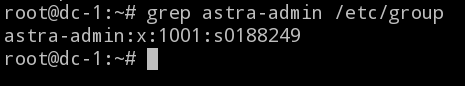 root@dc-1:~# grep astra-admin /etc/group
astra-admin:x:1001:s0188249
root@dc-1:~#